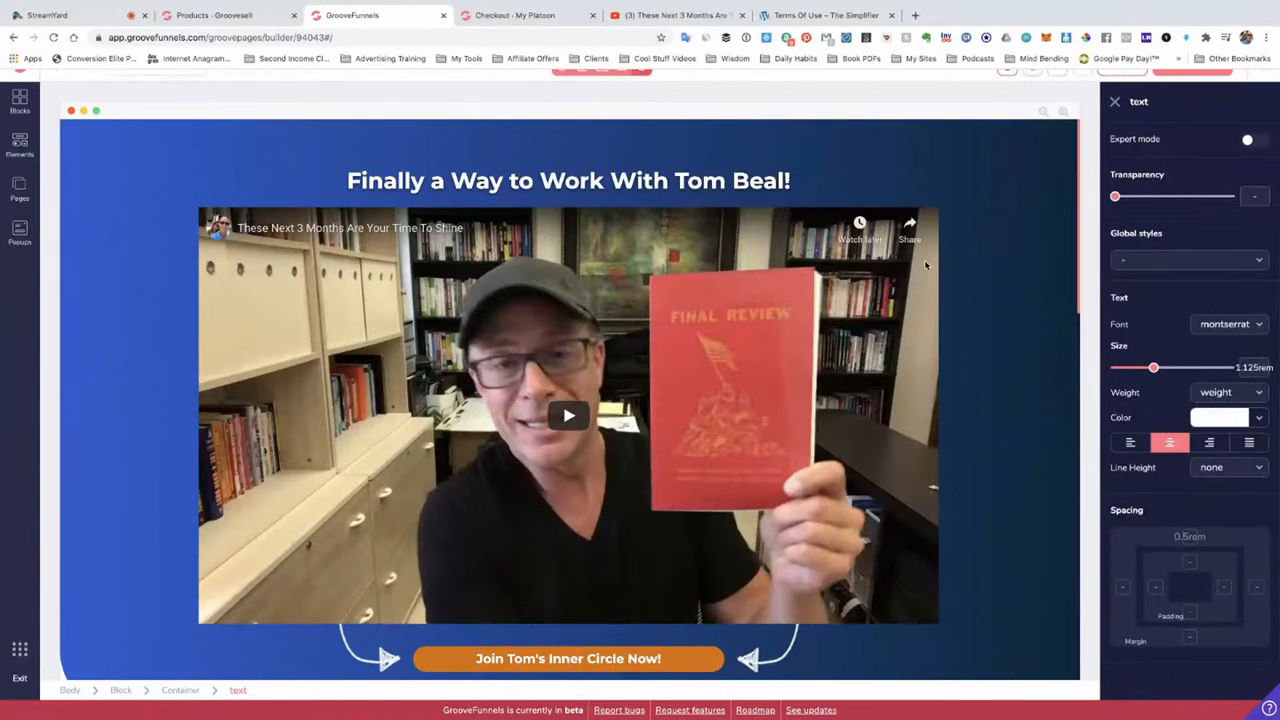 StreamYard
Products - Groovesell
GrooveFunnels
Checkout - My Platoon
(3) These Next 3 Months Are Y
Terms Of Use – The Simplifier
app.groovefunnels.com/groovepages/builder/94043#/
Apps
Conversion Elite P...
Internet Anagram...
Second Income Ci...
Advertising Training
My Tools
Affiliate Offers
Clients
Cool Stuff Videos
Wisdom
Daily Habits
Book PDFs
My Sites
Podcasts
Mind Bending
Google Pay Day!™
»
Other Bookmarks
Blocks
Elements
Pages
Popups
Exit
Finally a Way to Work With Tom Beal!
These Next 3 Months Are Your Time To Shine
Watch later
Share
FINAL REVIEW
Join Tom's Inner Circle Now!
text
Expert mode
Transparency
-
Global styles
-
Text
Font
montserrat
Size
1.125rem
Weight
weight
Color
Line Height
none
Spacing
0.5rem
Padding
Margin
Body > Block > Container > text
GrooveFunnels is currently in beta
Report bugs
Request features
Roadmap
See updates